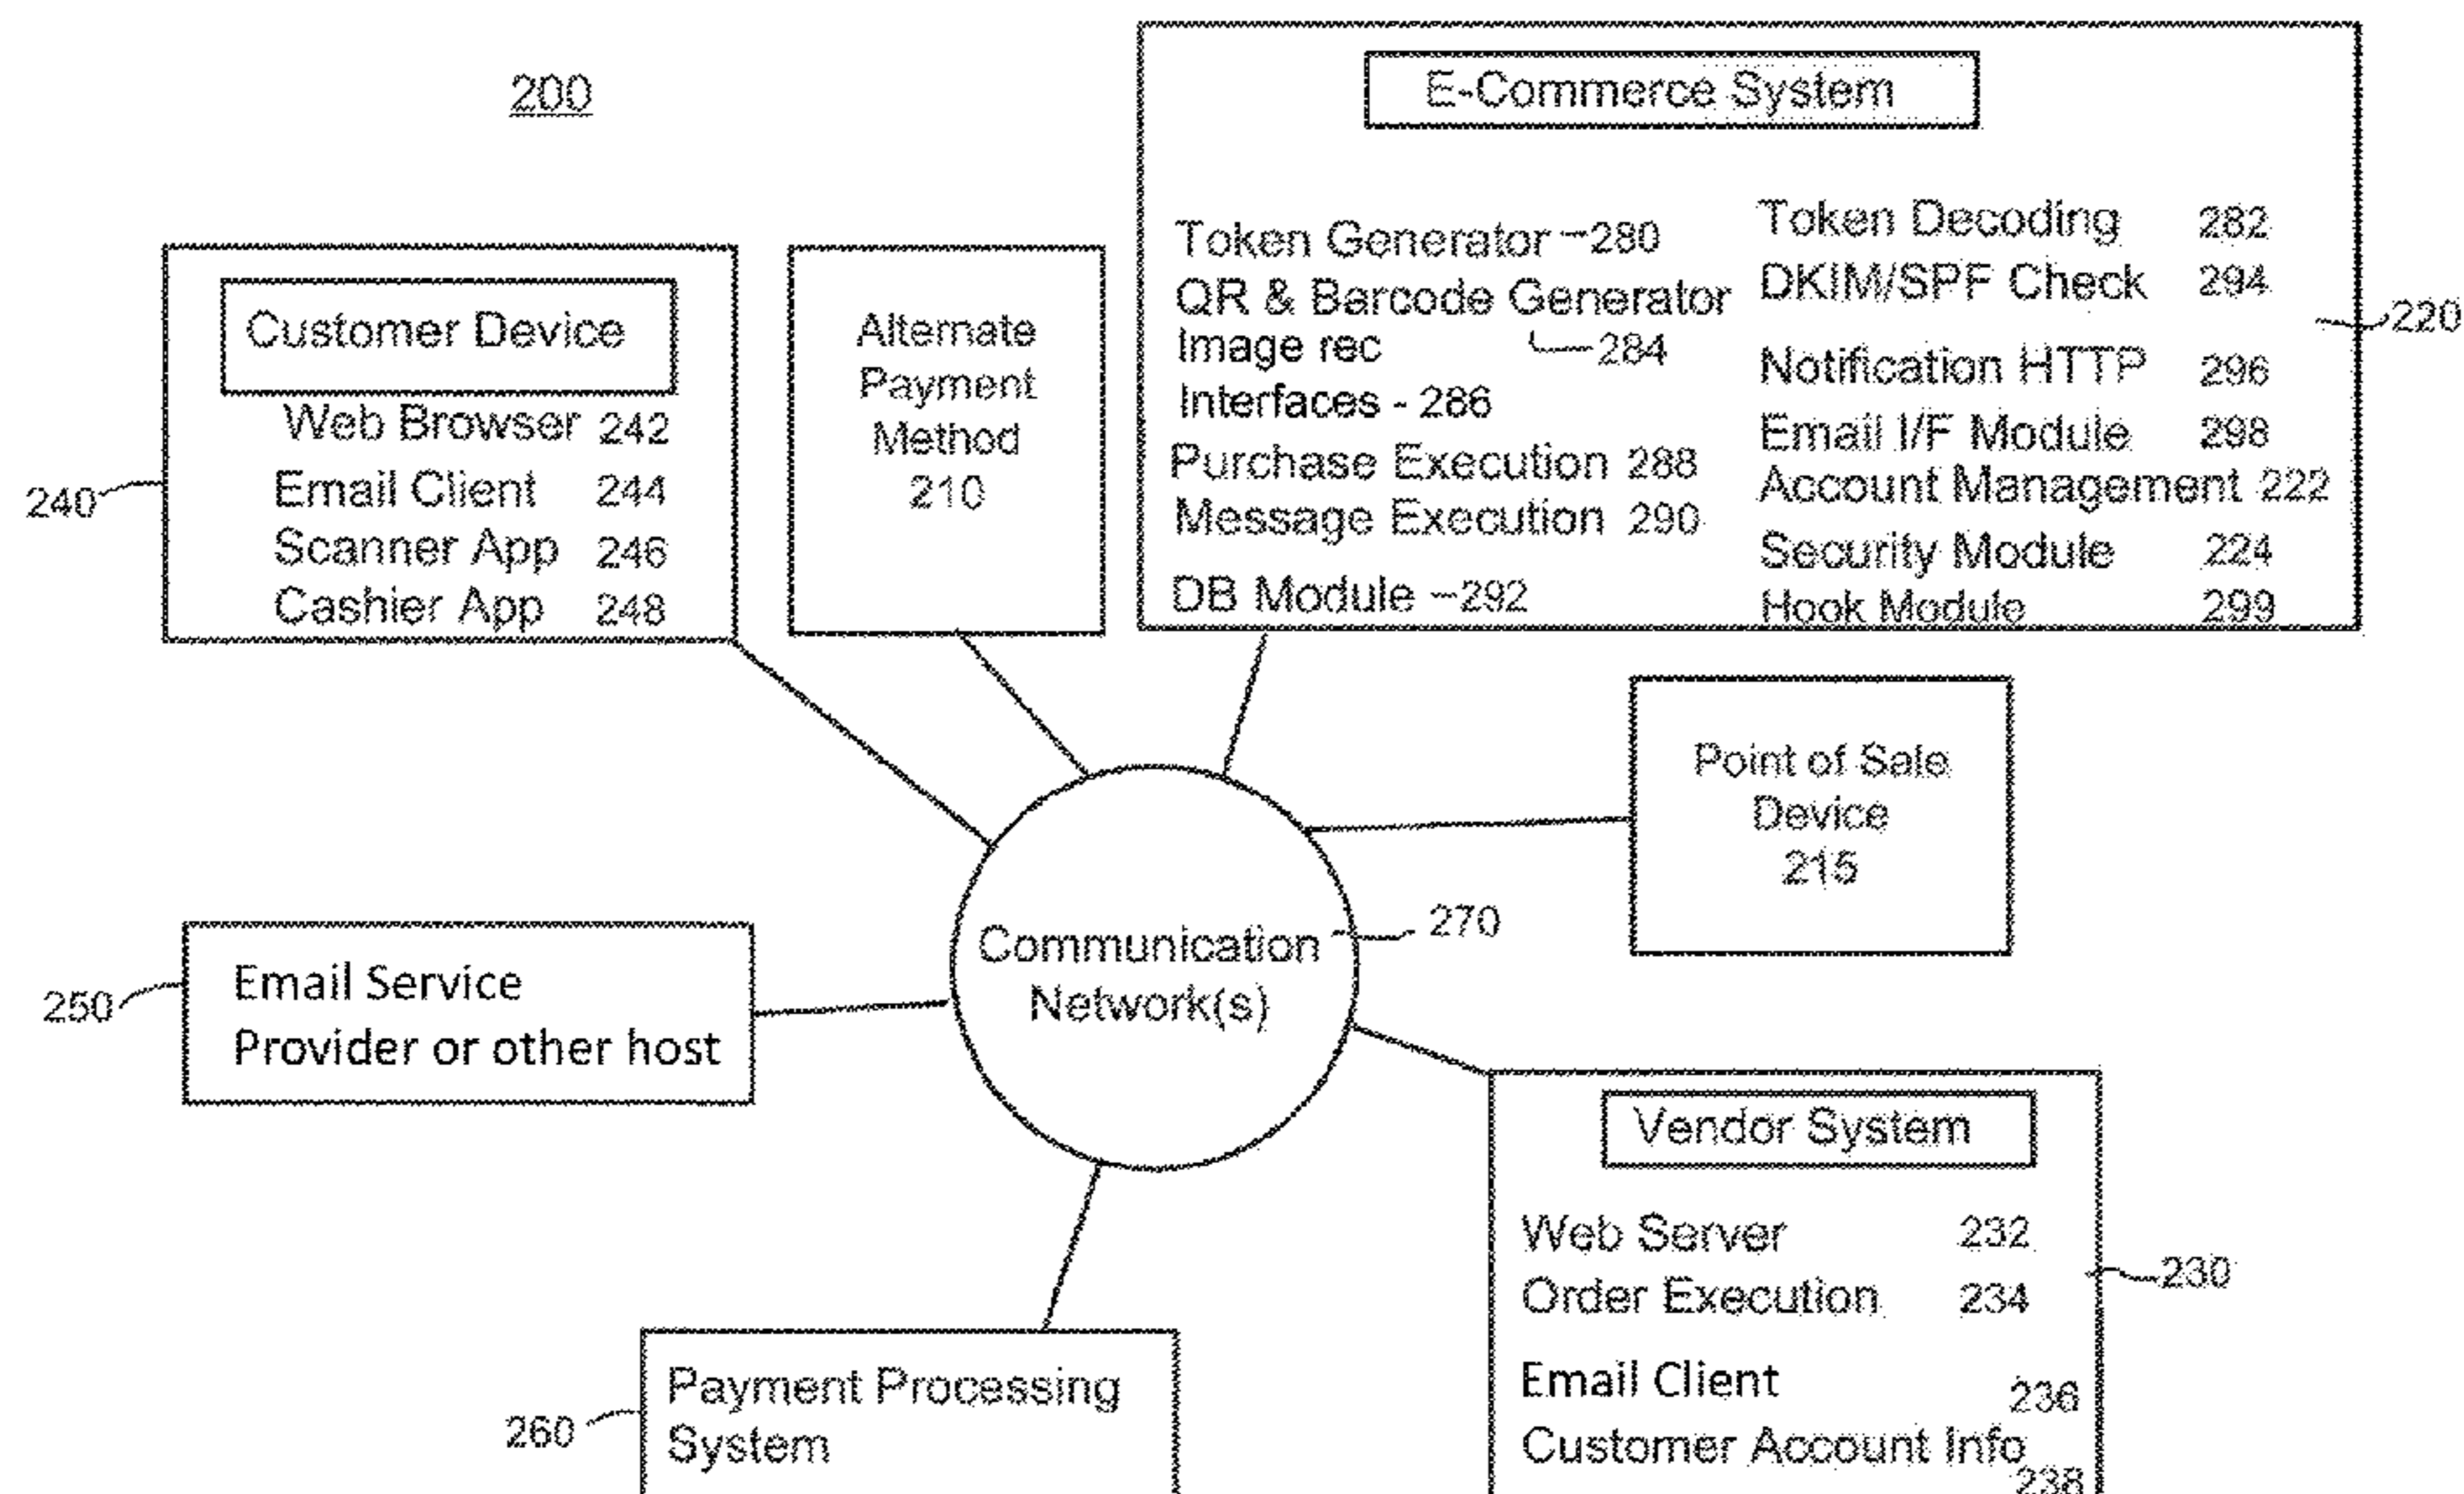 200
E-Commerce System
Token Generator 280
QR & Barcode Generator
Image rec 284
Interfaces - 286
Purchase Execution 288
Message Execution 290
DB Module 292
Token Decoding 282
DKIM/SPF Check 294
Notification HTTP 296
Email I/F Module 298
Account Management 222
Security Module 224
Hook Module 299
220
Customer Device
Web Browser 242
Email Client 244
Scanner App 246
Cashier App 248
240
Alternate
Payment
Method
210
Point of Sale
Device
215
Communication
Network(s)
270
250
Email Service
Provider or other host
Vendor System
Web Server 232
Order Execution 234
Email Client 236
Customer Account Info
238
230
260
Payment Processing
System